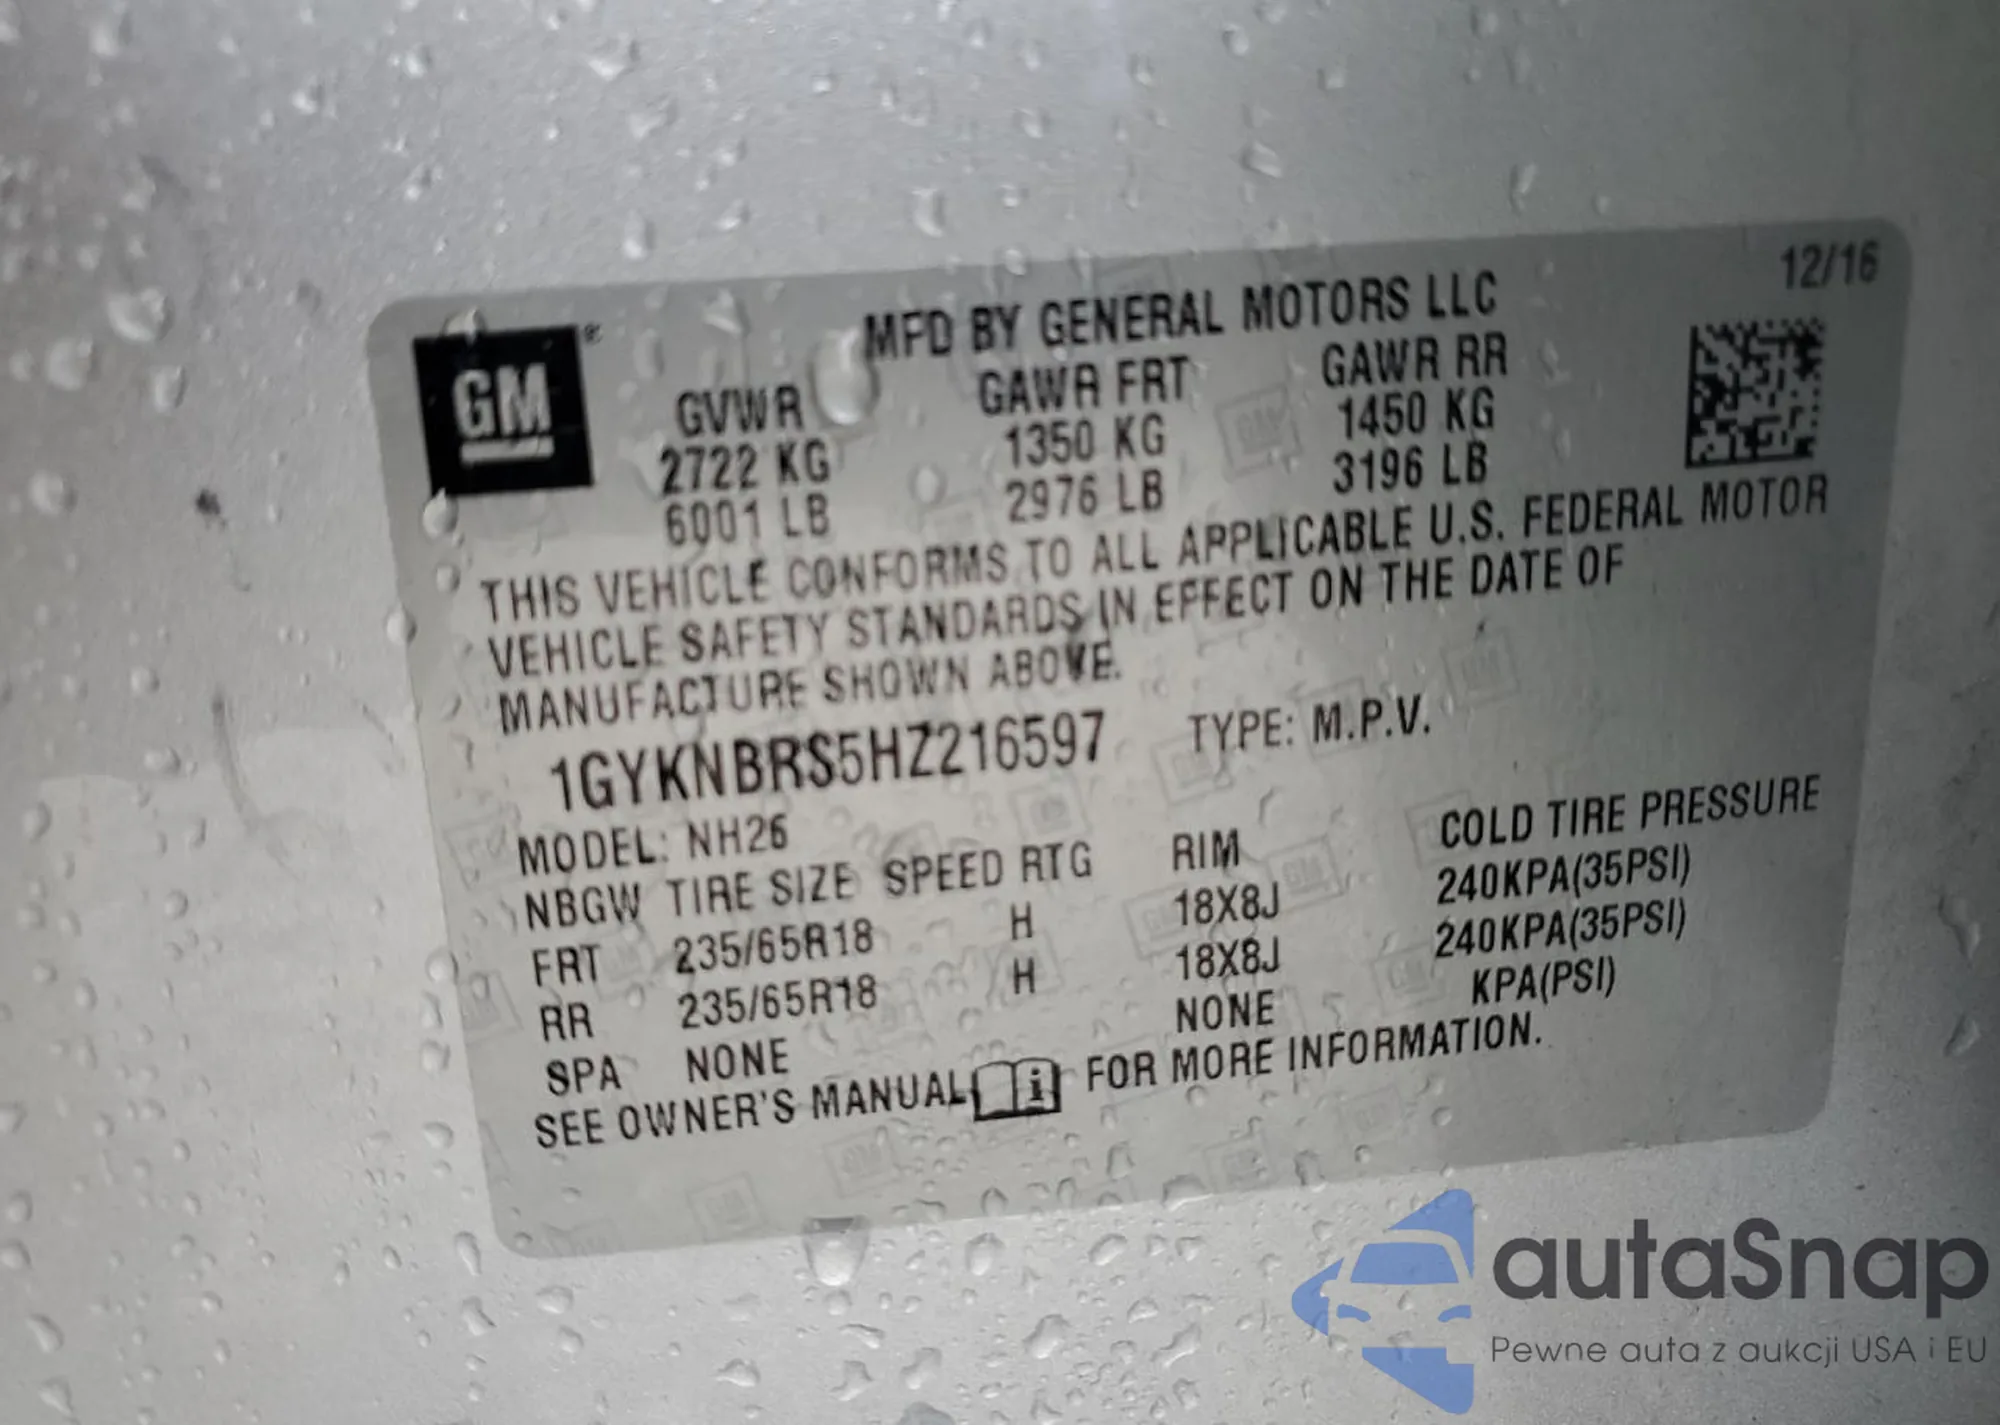 12/16
MFD BY GENERAL MOTORS LLC
GM®
GVWR GAWR FRT GAWR RR
2722 KG 1350 KG 1450 KG
6001 LB 2976 LB 3196 LB
THIS VEHICLE CONFORMS TO ALL APPLICABLE U.S. FEDERAL MOTOR
VEHICLE SAFETY STANDARDS IN EFFECT ON THE DATE OF
MANUFACTURE SHOWN ABOVE.
1GYKNBRS5HZ216597 TYPE: M.P.V.
MODEL: NH26
NBGW TIRE SIZE SPEED RTG RIM COLD TIRE PRESSURE
FRT 235/65R18 H 18X8J 240KPA(35PSI)
RR 235/65R18 H 18X8J 240KPA(35PSI)
SPA NONE NONE KPA(PSI)
SEE OWNER'S MANUAL i FOR MORE INFORMATION.
autaSnap
Pewne auta z aukcji USA i EU